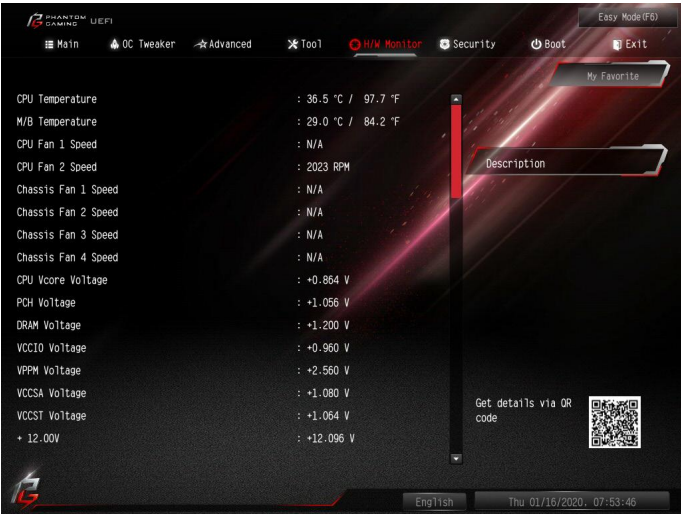 PHANTOM GAMING UEFI
Easy Mode(F6)
Main OC Tweaker Advanced Tool H/W Monitor Security Boot Exit
My Favorite
CPU Temperature : 36.5 °C / 97.7 °F
M/B Temperature : 29.0 °C / 84.2 °F
CPU Fan 1 Speed : N/A
CPU Fan 2 Speed : 2023 RPM
Description
Chassis Fan 1 Speed : N/A
Chassis Fan 2 Speed : N/A
Chassis Fan 3 Speed : N/A
Chassis Fan 4 Speed : N/A
CPU Vcore Voltage : +0.864 V
PCH Voltage : +1.056 V
DRAM Voltage : +1.200 V
VCCIO Voltage : +0.960 V
VPPM Voltage : +2.560 V
VCCSA Voltage : +1.080 V
VCCST Voltage : +1.064 V
+ 12.00V : +12.096 V
Get details via QR
code
English
Thu 01/16/2020, 07:53:46